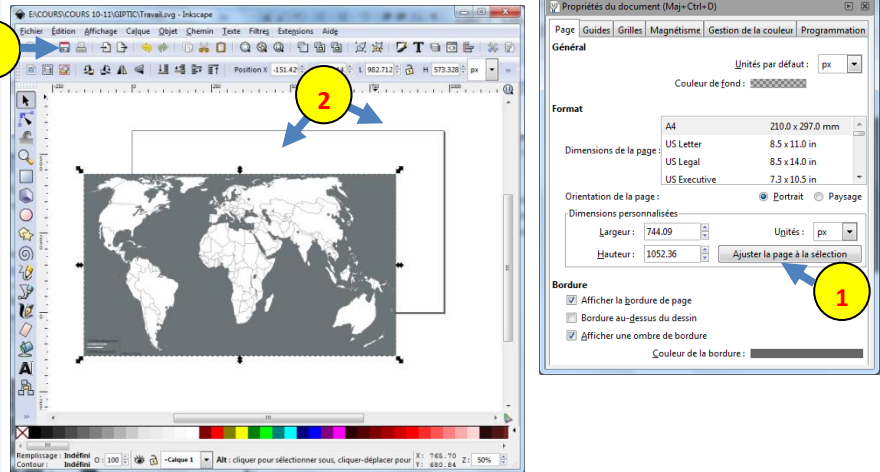 E:\COURS\COURS 10-11\GIPTIC\Travail.svg - Inkscape
Fichier Édition Affichage Calque Objet Chemin Texte Filtres Extensions Aide
Position X -151.42 L 982.712 H 573.328 px
2
Remplissage : Indéfini
Contour : Indéfini
O : 100
-Calque 1
Alt : cliquer pour sélectionner sous, cliquer-déplacer pour
X : 766.70
Y : 680.84
Z : 50%
Propriétés du document (Maj+Ctrl+D)
Page Guides Grilles Magnétisme Gestion de la couleur Programmation
Général
Unités par défaut : px
Couleur de fond :
Format
Dimensions de la page :
A4 210.0 x 297.0 mm
US Letter 8.5 x 11.0 in
US Legal 8.5 x 14.0 in
US Executive 7.3 x 10.5 in
Orientation de la page : Portrait Paysage
Dimensions personnalisées
Largeur : 744.09 Unités : px
Hauteur : 1052.36 Ajuster la page à la sélection
1
Bordure
Afficher la bordure de page
Bordure au-dessus du dessin
Afficher une ombre de bordure
Couleur de la bordure :